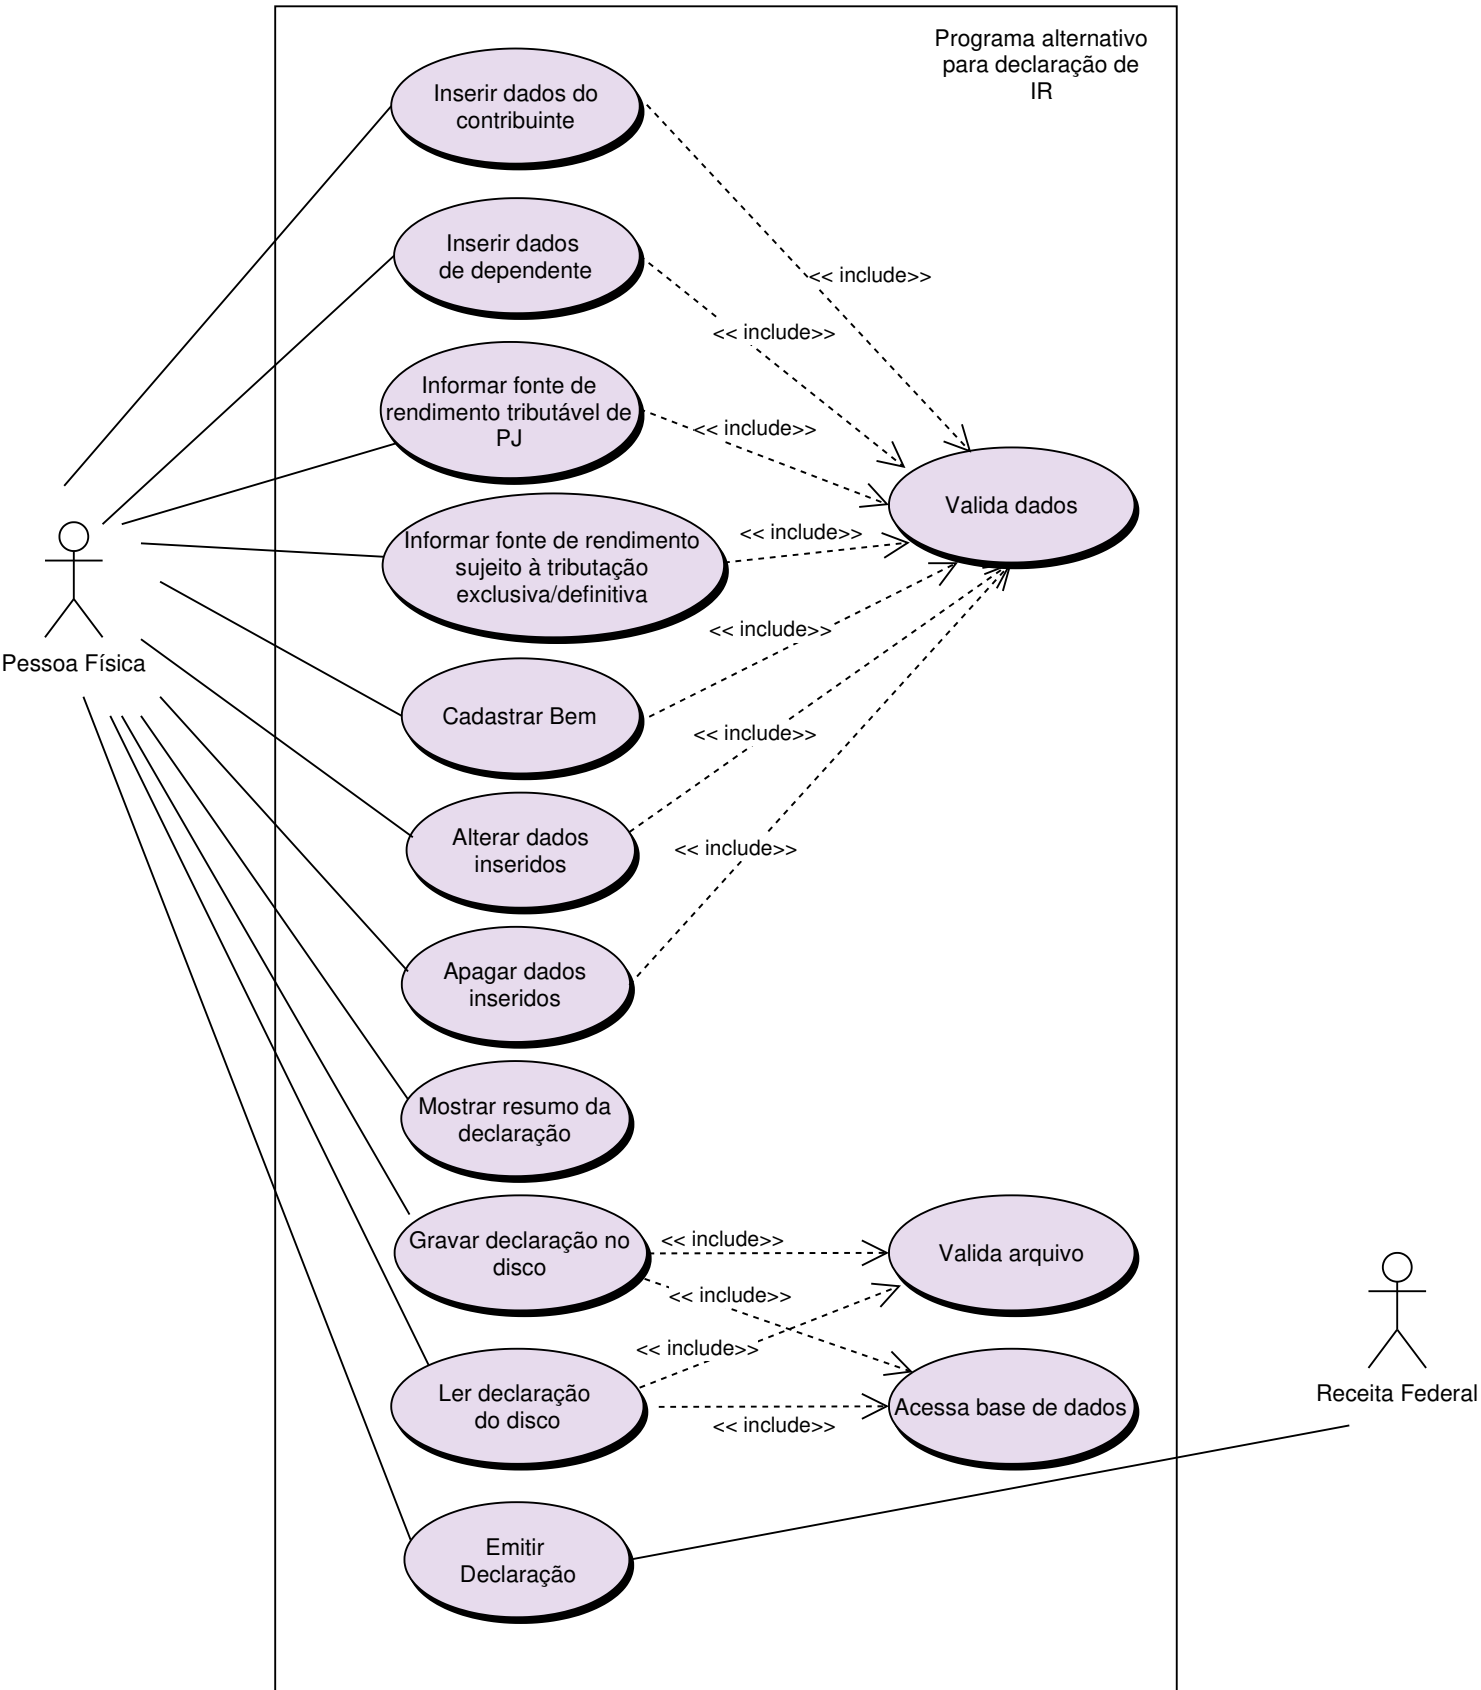 Programa alternativo
para declaração de
IR
Inserir dados do
contribuinte
Inserir dados
de dependente
<< include>>
<< include>>
Informar fonte de
rendimento tributável de
PJ
<< include>>
Valida dados
Informar fonte de rendimento
sujeito à tributação
exclusiva/definitiva
<< include>>
Pessoa Física
<< include>>
Cadastrar Bem
<< include>>
Alterar dados
inseridos
<< include>>
Apagar dados
inseridos
Mostrar resumo da
declaração
Gravar declaração no
disco
<< include>>
Valida arquivo
<< include>>
<< include>>
Ler declaração
do disco
<< include>>
Acessa base de dados
Receita Federal
Emitir
Declaração